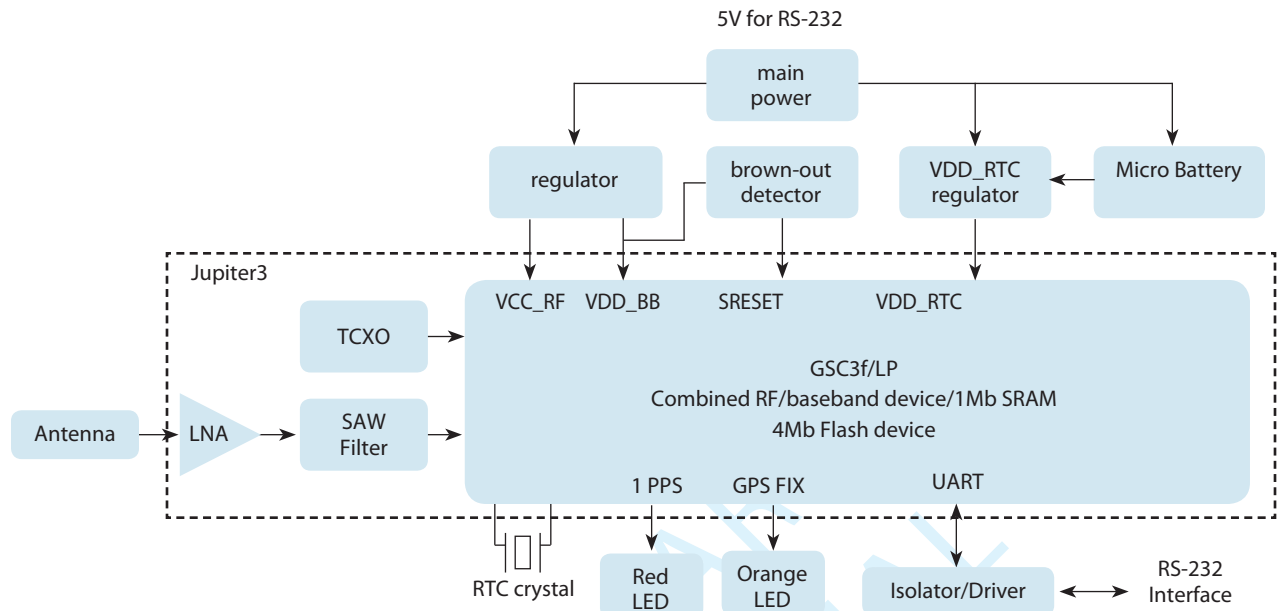 5V for RS-232
main
power
regulator
brown-out
detector
VDD_RTC
regulator
Micro Battery
Jupiter3
VCC_RF
VDD_BB
SRESET
VDD_RTC
TCXO
GSC3f/LP
Combined RF/baseband device/1Mb SRAM
4Mb Flash device
Antenna
LNA
SAW
Filter
1 PPS
GPS FIX
UART
RTC crystal
Red
LED
Orange
LED
Isolator/Driver
RS-232
Interface